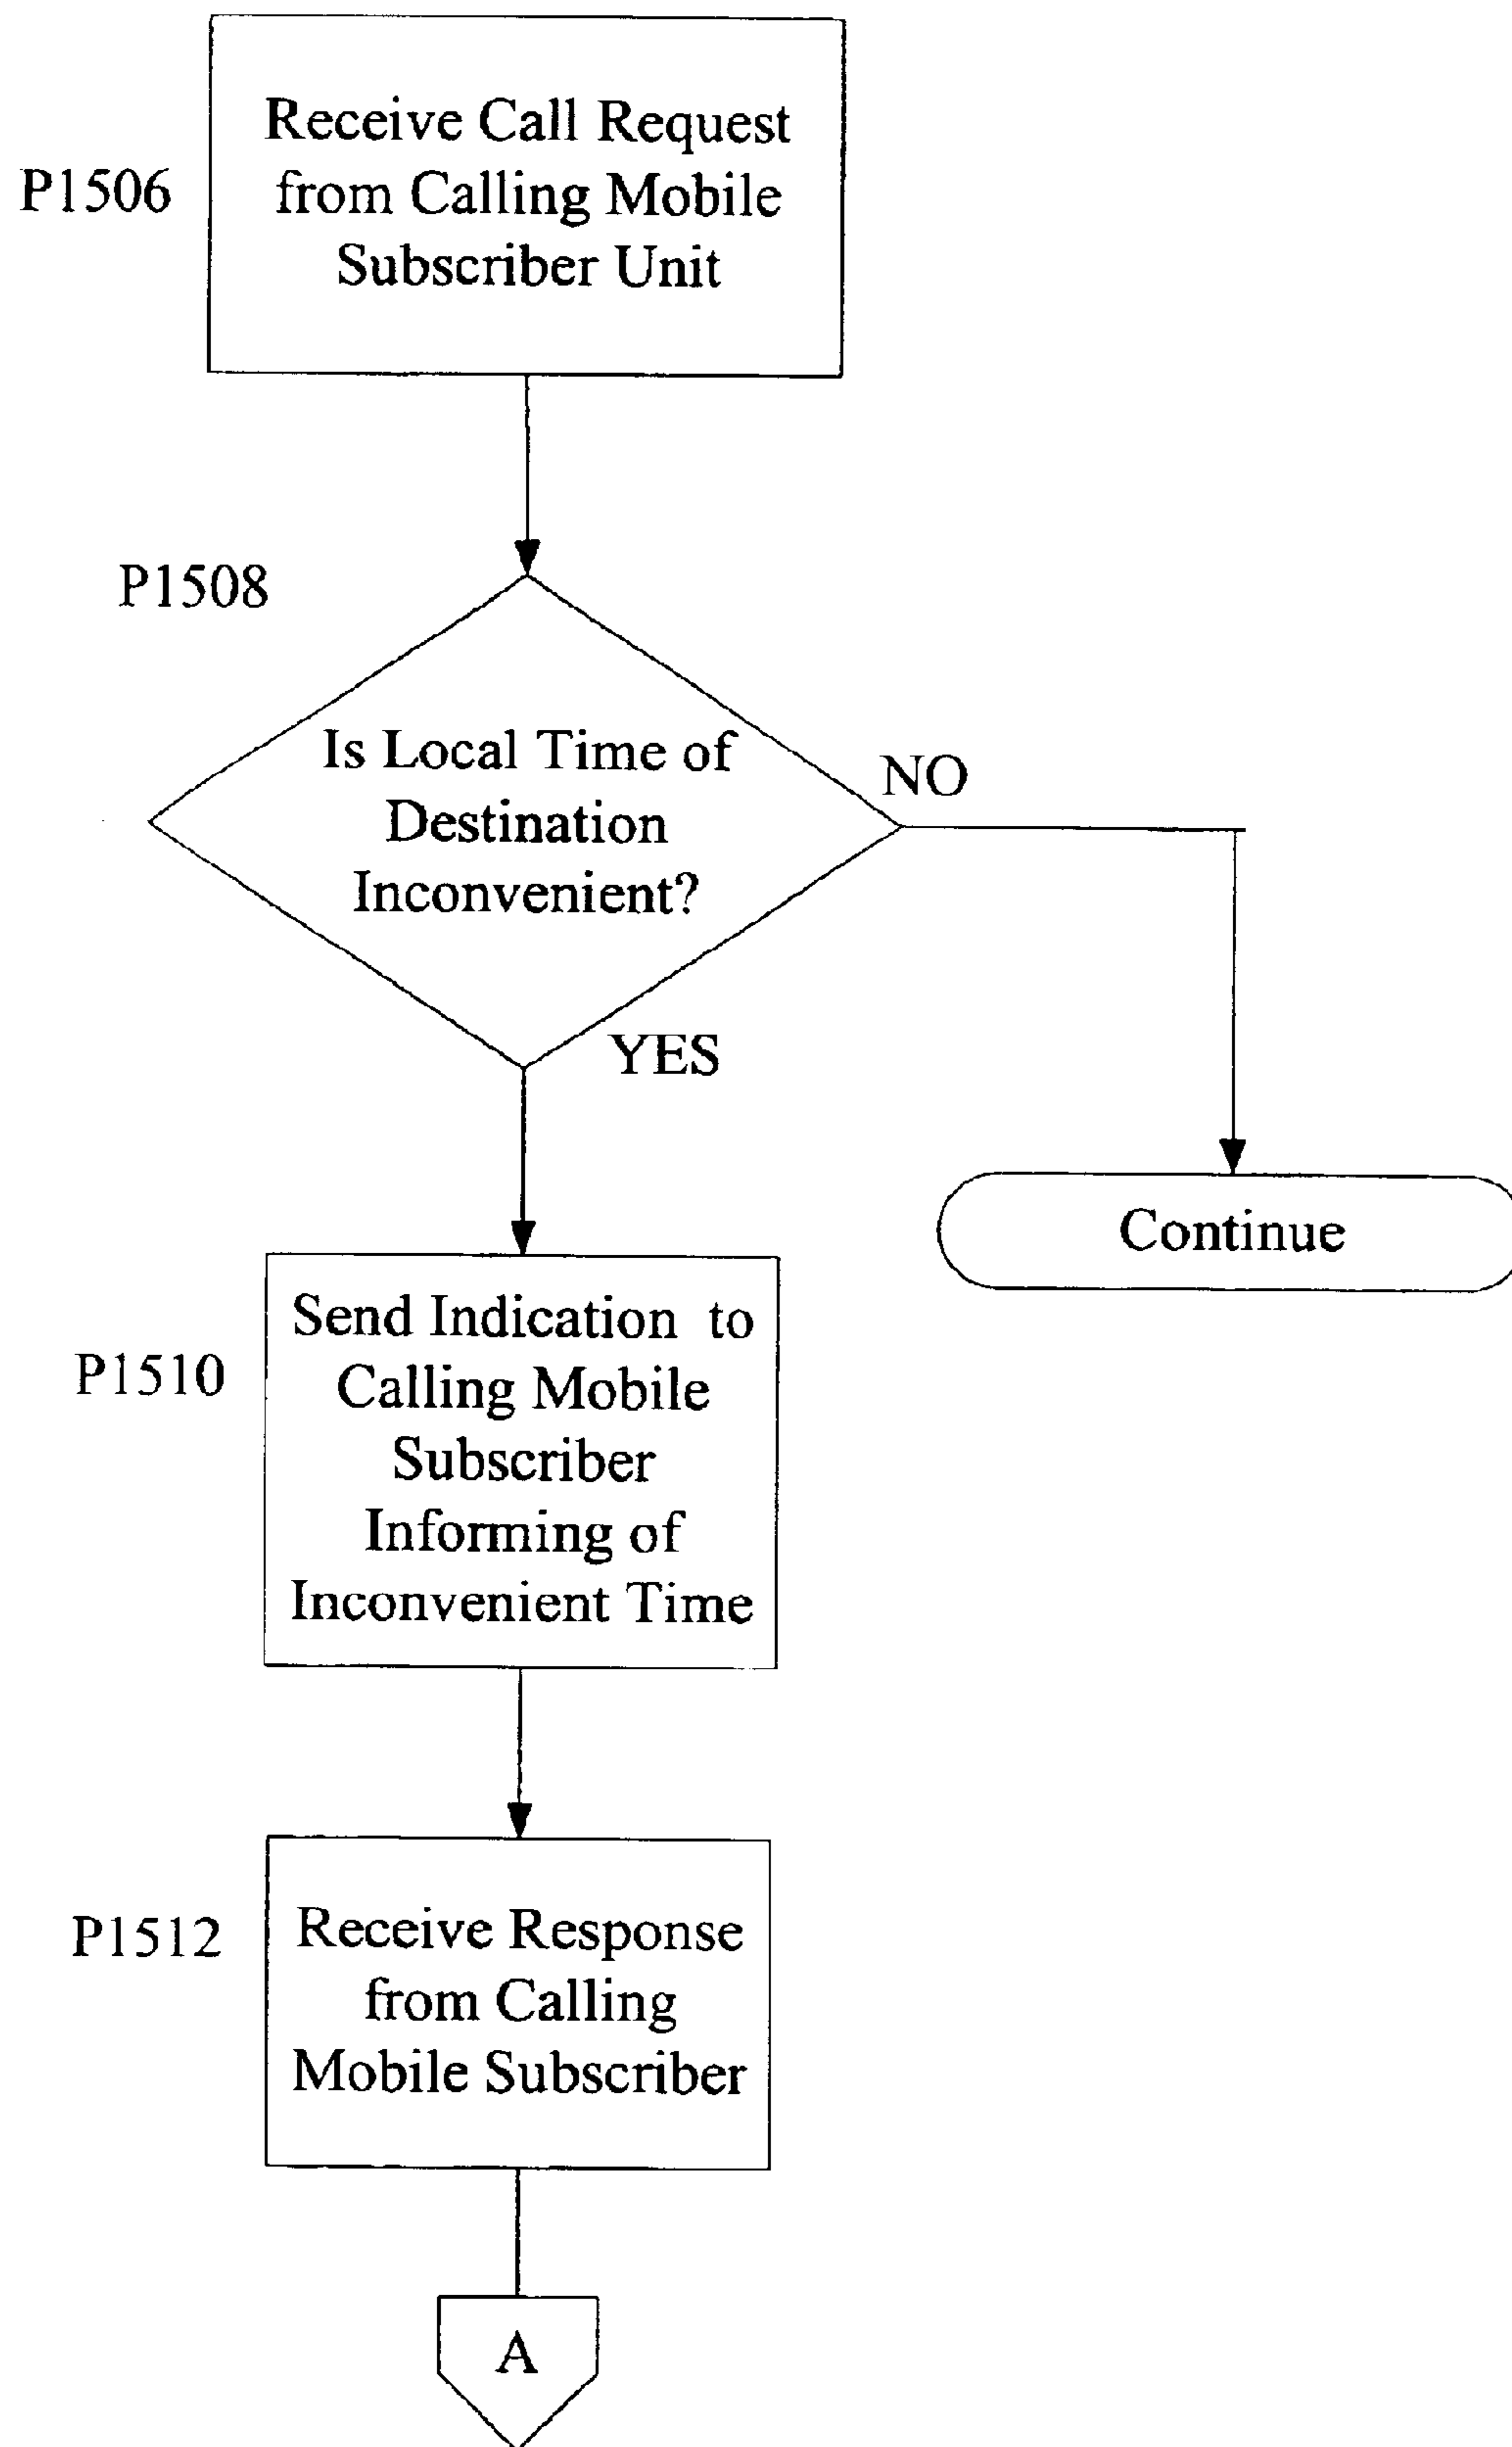 Receive Call Request
from Calling Mobile
Subscriber Unit
P1506
P1508
Is Local Time of
Destination
Inconvenient?
NO
YES
Continue
Send Indication to
Calling Mobile
Subscriber
Informing of
Inconvenient Time
P1510
Receive Response
from Calling
Mobile Subscriber
P1512
A